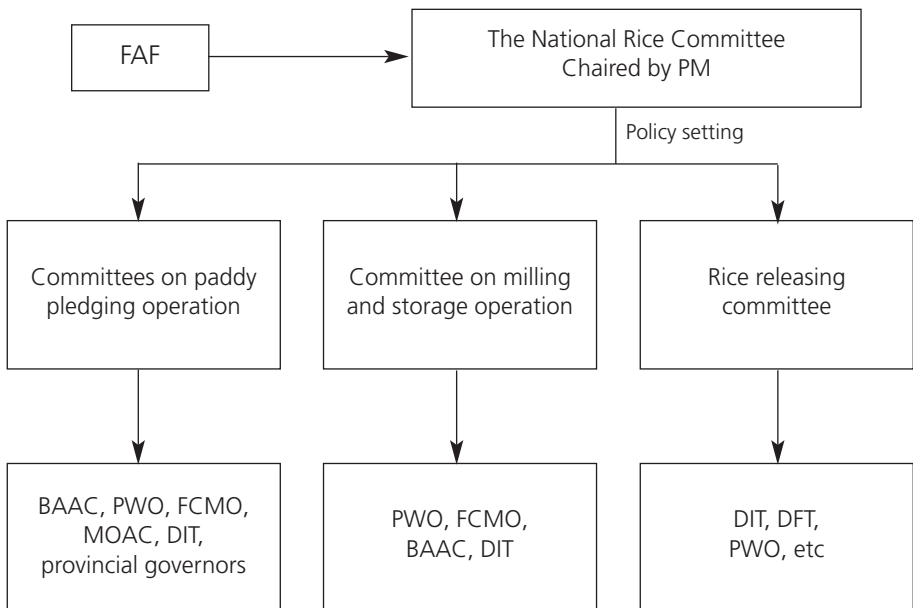 FAF
The National Rice Committee
Chaired by PM
Policy setting
Committees on paddy
pledging operation
Committee on milling
and storage operation
Rice releasing
committee
BAAC, PWO, FCMO,
MOAC, DIT,
provincial governors
PWO, FCMO,
BAAC, DIT
DIT, DFT,
PWO, etc